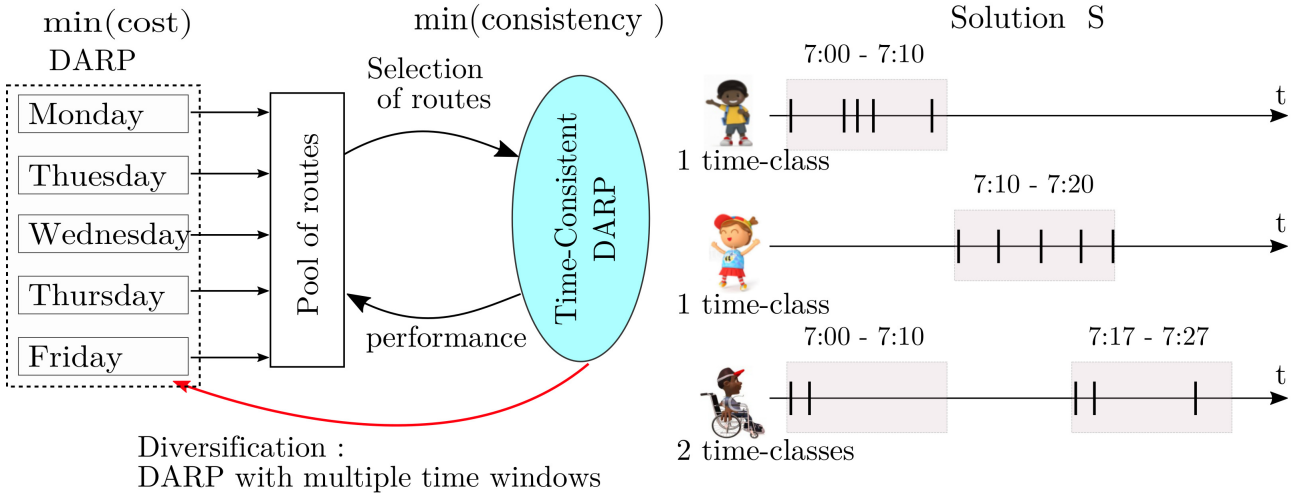 min(cost)
DARP
Monday
Thuesday
Wednesday
Thursday
Friday
Pool of routes
min(consistency )
Selection
of routes
Time-Consistent
DARP
performance
Diversification :
DARP with multiple time windows
Solution S
7:00 - 7:10
t
1 time-class
7:10 - 7:20
t
1 time-class
7:00 - 7:10
7:17 - 7:27
t
2 time-classes